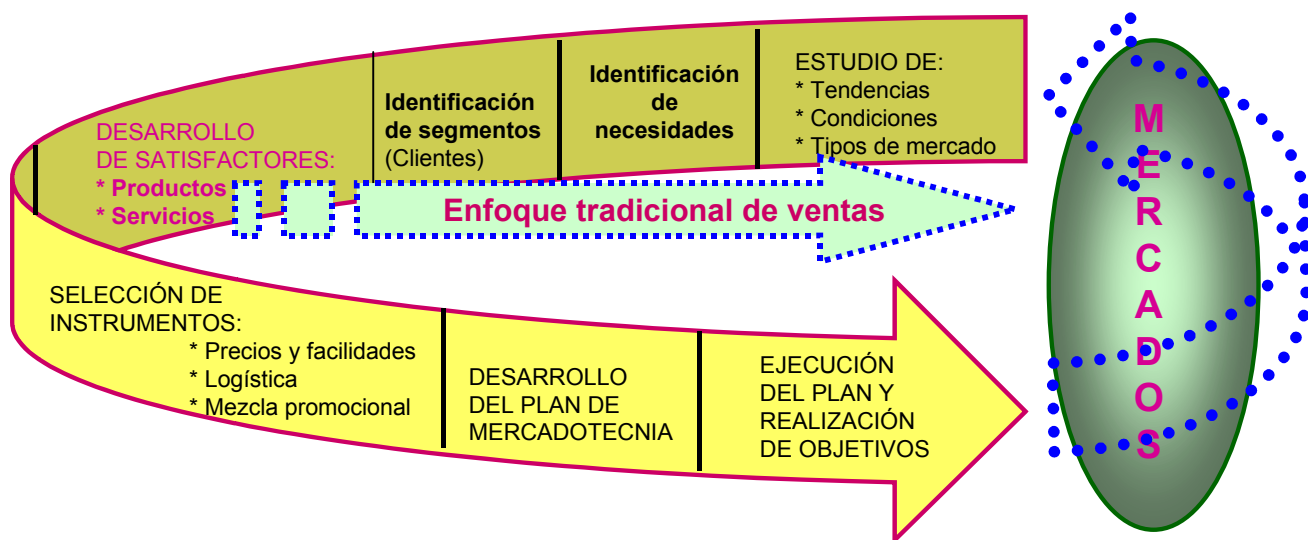 ESTUDIO DE:
* Tendencias
* Condiciones
* Tipos de mercado
Identificación
de
necesidades
Identificación
de segmentos
(Clientes)
DESARROLLO
DE SATISFACTORES:
* Productos
* Servicios
Enfoque tradicional de ventas
SELECCIÓN DE
INSTRUMENTOS:
* Precios y facilidades
* Logística
* Mezcla promocional
DESARROLLO
DEL PLAN DE
MERCADOTECNIA
EJECUCIÓN
DEL PLAN Y
REALIZACIÓN
DE OBJETIVOS
MERCADOS